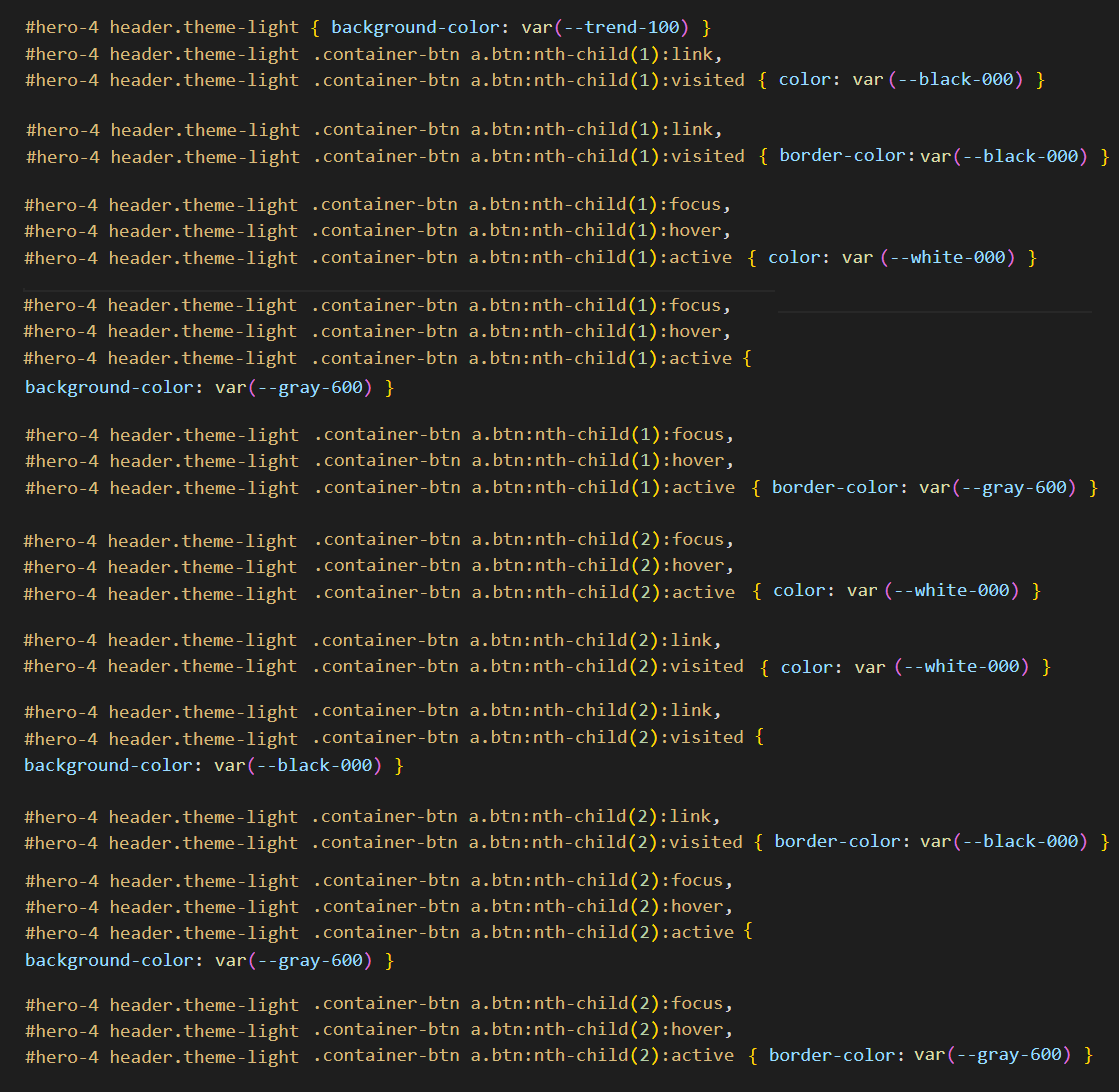 #hero-4 header.theme-light { background-color: var(--trend-100) }
#hero-4 header.theme-light .container-btn a.btn:nth-child(1):link,
#hero-4 header.theme-light .container-btn a.btn:nth-child(1):visited { color: var(--black-000) }
#hero-4 header.theme-light .container-btn a.btn:nth-child(1):link,
#hero-4 header.theme-light .container-btn a.btn:nth-child(1):visited { border-color: var(--black-000) }
#hero-4 header.theme-light .container-btn a.btn:nth-child(1):focus,
#hero-4 header.theme-light .container-btn a.btn:nth-child(1):hover,
#hero-4 header.theme-light .container-btn a.btn:nth-child(1):active { color: var (--white-000) }
#hero-4 header.theme-light .container-btn a.btn:nth-child(1):focus,
#hero-4 header.theme-light .container-btn a.btn:nth-child(1):hover,
#hero-4 header.theme-light .container-btn a.btn:nth-child(1):active {
background-color: var(--gray-600) }
#hero-4 header.theme-light .container-btn a.btn:nth-child(1):focus,
#hero-4 header.theme-light .container-btn a.btn:nth-child(1):hover,
#hero-4 header.theme-light .container-btn a.btn:nth-child(1):active { border-color: var(--gray-600) }
#hero-4 header.theme-light .container-btn a.btn:nth-child(2):focus,
#hero-4 header.theme-light .container-btn a.btn:nth-child(2):hover,
#hero-4 header.theme-light .container-btn a.btn:nth-child(2):active { color: var (--white-000) }
#hero-4 header.theme-light .container-btn a.btn:nth-child(2):link,
#hero-4 header.theme-light .container-btn a.btn:nth-child(2):visited { color: var (--white-000) }
#hero-4 header.theme-light .container-btn a.btn:nth-child(2):link,
#hero-4 header.theme-light .container-btn a.btn:nth-child(2):visited {
background-color: var(--black-000) }
#hero-4 header.theme-light .container-btn a.btn:nth-child(2):link,
#hero-4 header.theme-light .container-btn a.btn:nth-child(2):visited { border-color: var(--black-000) }
#hero-4 header.theme-light .container-btn a.btn:nth-child(2):focus,
#hero-4 header.theme-light .container-btn a.btn:nth-child(2):hover,
#hero-4 header.theme-light .container-btn a.btn:nth-child(2):active {
background-color: var(--gray-600) }
#hero-4 header.theme-light .container-btn a.btn:nth-child(2):focus,
#hero-4 header.theme-light .container-btn a.btn:nth-child(2):hover,
#hero-4 header.theme-light .container-btn a.btn:nth-child(2):active { border-color: var(--gray-600) }